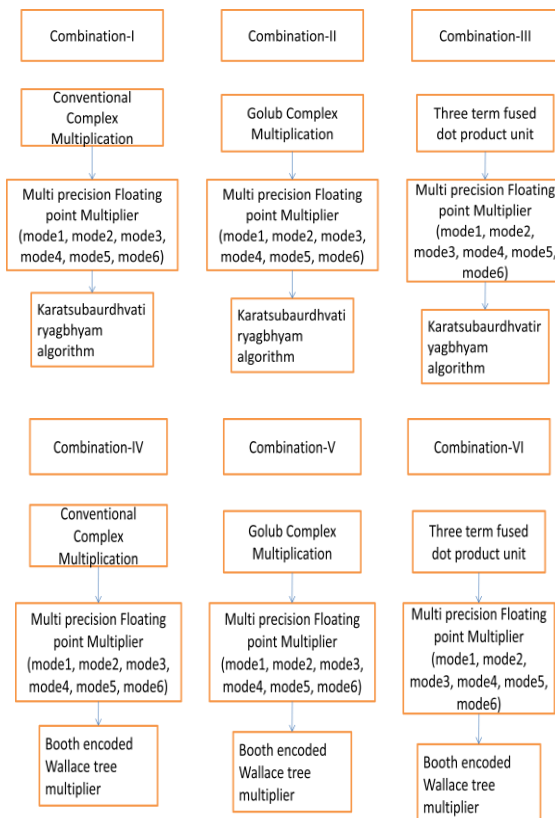 Combination-I
Combination-II
Combination-III
Conventional
Complex
Multiplication
Golub Complex
Multiplication
Three term fused
dot product unit
Multi precision Floating
point Multiplier
(mode1, mode2, mode3,
mode4, mode5, mode6)
Multi precision Floating
point Multiplier
(mode1, mode2, mode3,
mode4, mode5, mode6)
Multi precision Floating
point Multiplier
(mode1, mode2,
mode3, mode4, mode5,
mode6)
Karatsubaurdhvati
ryagbhyam
algorithm
Karatsubaurdhvati
ryagbhyam
algorithm
Karatsubaurdhvatir
yagbhyam
algorithm
Combination-IV
Combination-V
Combination-VI
Conventional
Complex
Multiplication
Golub Complex
Multiplication
Three term fused
dot product unit
Multi precision Floating
point Multiplier
(mode1, mode2, mode3,
mode4, mode5, mode6)
Multi precision Floating
point Multiplier
(mode1, mode2, mode3,
mode4, mode5, mode6)
Multi precision Floating
point Multiplier
(mode1, mode2,
mode3, mode4, mode5,
mode6)
Booth encoded
Wallace tree
multiplier
Booth encoded
Wallace tree
multiplier
Booth encoded
Wallace tree
multiplier